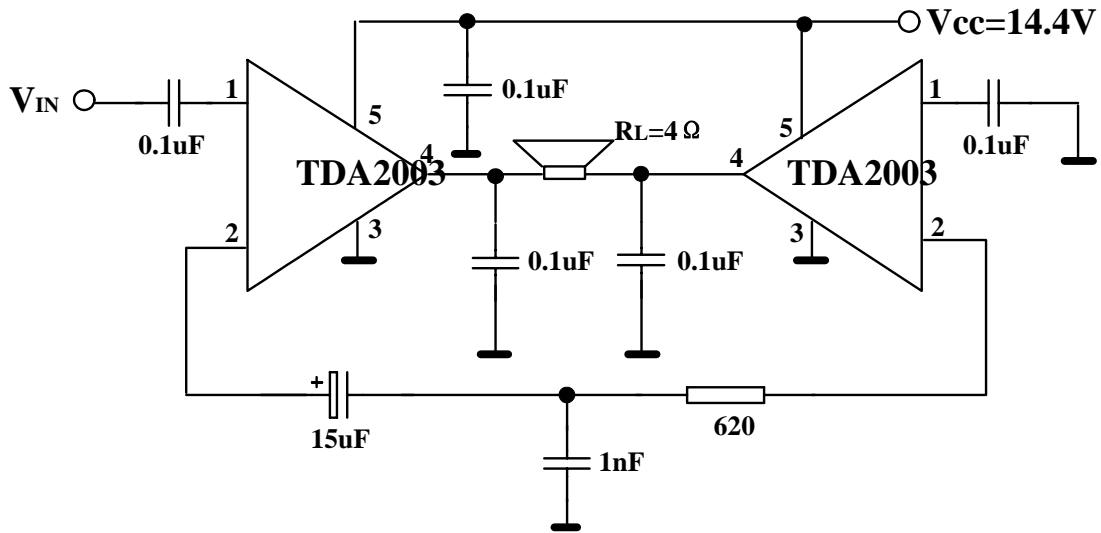 Vcc=14.4V
VIN
1
0.1uF
5
0.1uF
5
1
0.1uF
RL=4Ω
TDA2003
4
4
TDA2003
2
3
3
2
0.1uF
0.1uF
+
15uF
620
1nF